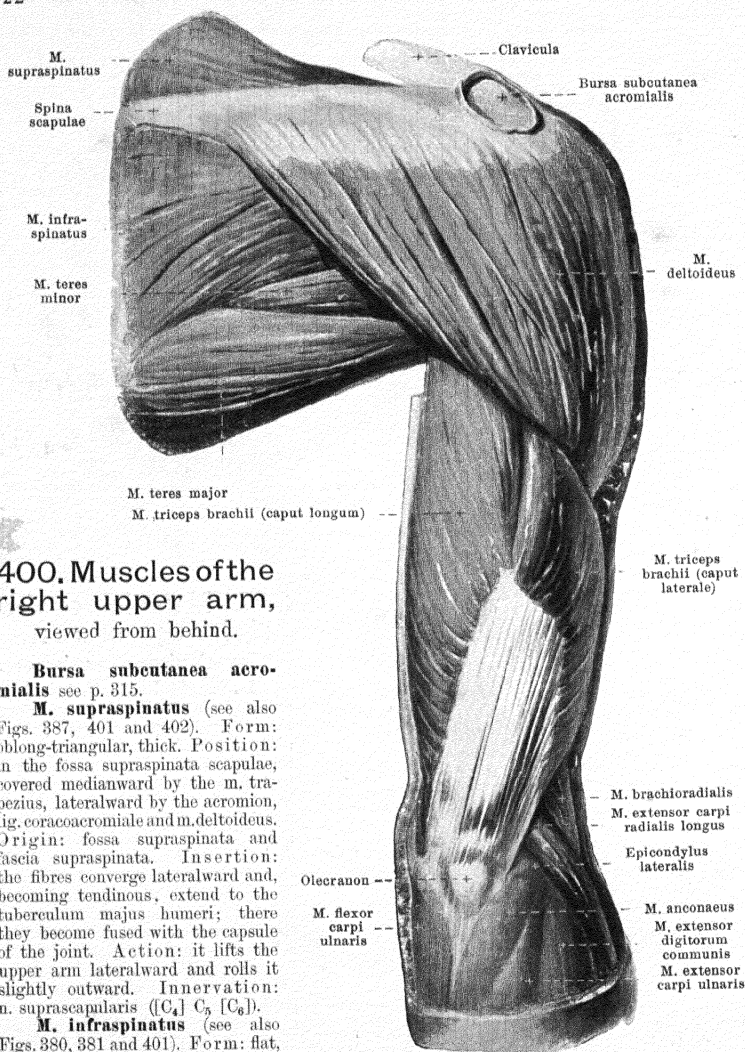 M.
supraspinatus
Spina
scapulae
M. infra-
spinatus
M. teres
minor
Clavicula
Bursa subcutanea
acromialis
M.
deltoideus
M. teres major
M. triceps brachii (caput longum)
M. triceps
brachii (caput
laterale)
M. brachioradialis
M. extensor carpi
radialis longus
Epicondylus
lateralis
Olecranon
M. flexor
carpi
ulnaris
M. anconaeus
M. extensor
digitorum
communis
M. extensor
carpi ulnaris
400. Muscles of the
right upper arm,
viewed from behind.
Bursa subcutanea acro-
mialis see p. 315.
M. supraspinatus (see also
Figs. 387, 401 and 402). Form:
oblong-triangular, thick. Position:
in the fossa supraspinata scapulae,
covered medianward by the m. tra-
pezius, lateralward by the acromion,
lig. coracoacromiale and m. deltoideus.
Origin: fossa supraspinata and
fascia supraspinata. Insertion:
the fibres converge lateralward and,
becoming tendinous, extend to the
tuberculum majus humeri; there
they become fused with the capsule
of the joint. Action: it lifts the
upper arm lateralward and rolls it
slightly outward. Innervation:
n. suprascapularis ([C₄] C₅ [C₆]).
M. infraspinatus (see also
Figs. 380, 381 and 401). Form: flat,